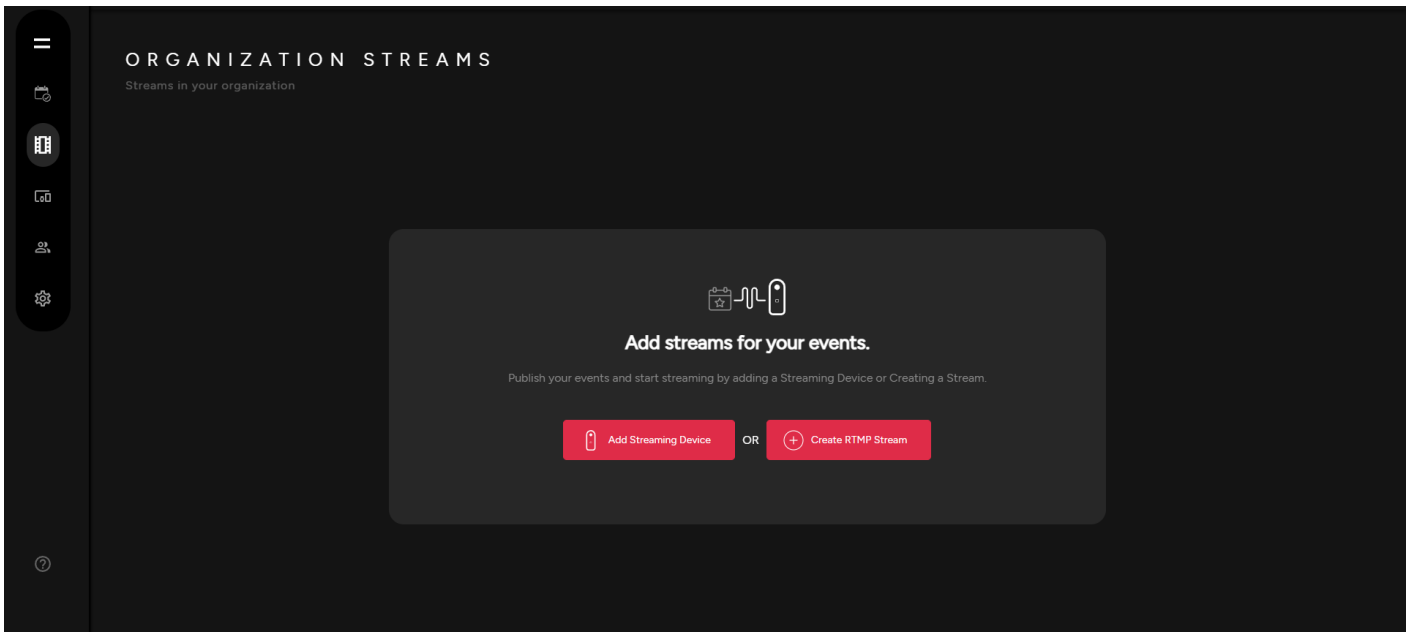 ORGANIZATION STREAMS
Streams in your organization
Add streams for your events.
Publish your events and start streaming by adding a Streaming Device or Creating a Stream.
Add Streaming Device OR Create RTMP Stream